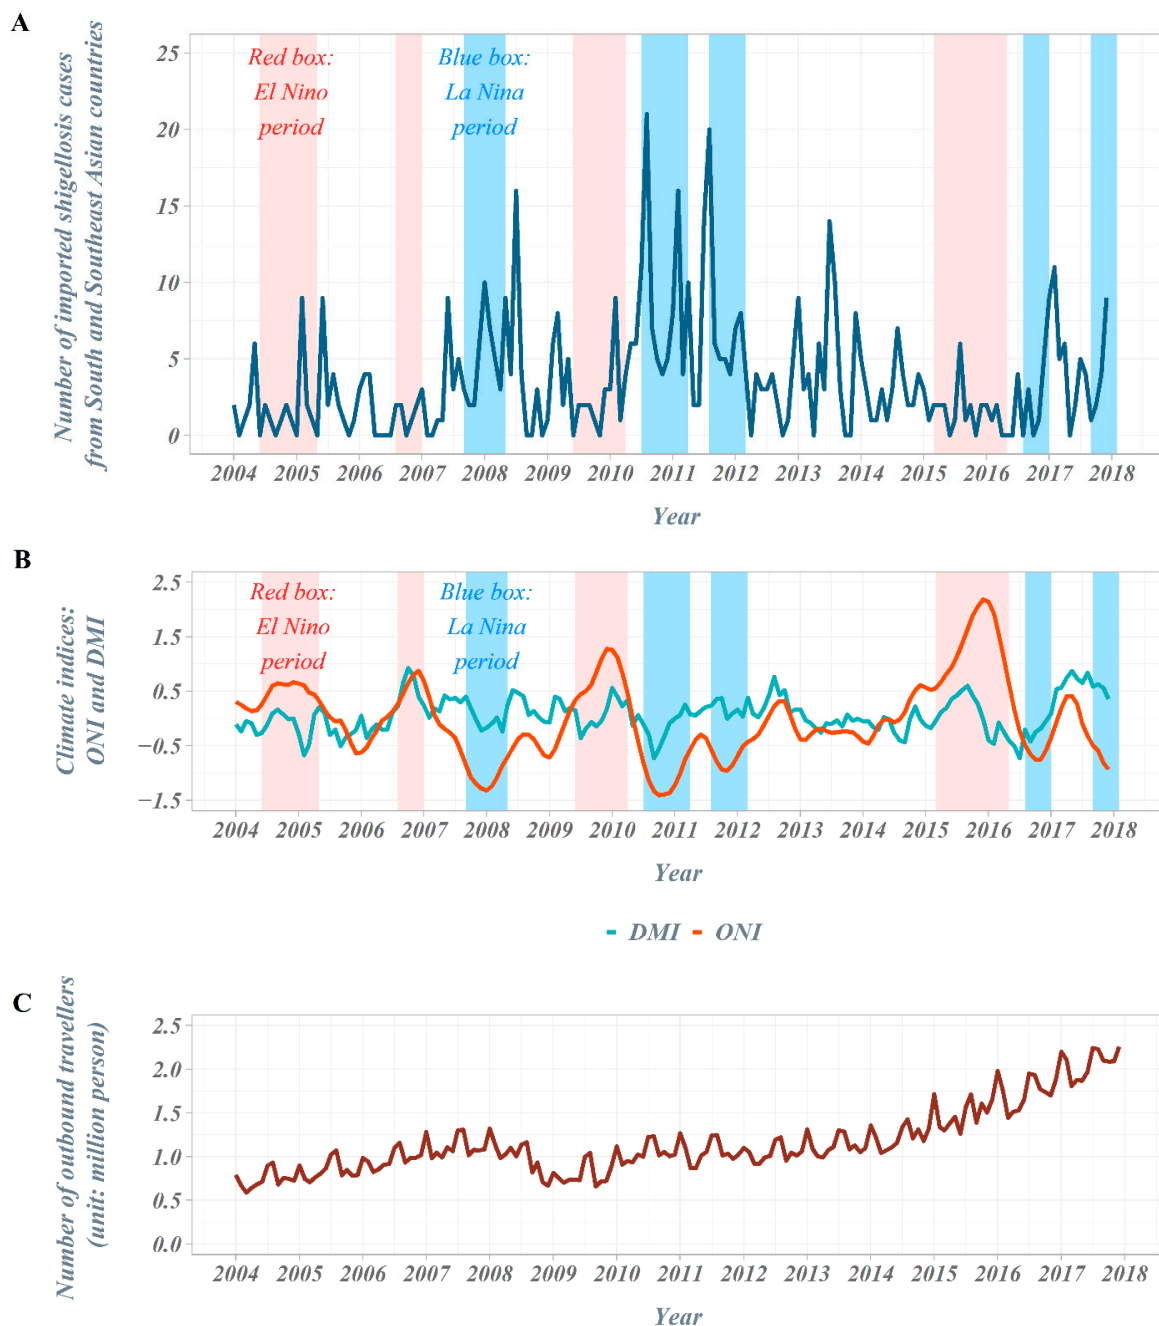 A
Number of imported shigellosis cases
from South and Southeast Asian countries
25
20
15
10
5
0
Red box:
El Nino
period
Blue box:
La Nina
period
2004 2005 2006 2007 2008 2009 2010 2011 2012 2013 2014 2015 2016 2017 2018
Year
B
Climate indices:
ONI and DMI
2.5
1.5
0.5
−0.5
−1.5
Red box:
El Nino
period
Blue box:
La Nina
period
2004 2005 2006 2007 2008 2009 2010 2011 2012 2013 2014 2015 2016 2017 2018
Year
DMI ONI
C
Number of outbound travellers
(unit: million person)
2.5
2.0
1.5
1.0
0.5
0.0
2004 2005 2006 2007 2008 2009 2010 2011 2012 2013 2014 2015 2016 2017 2018
Year